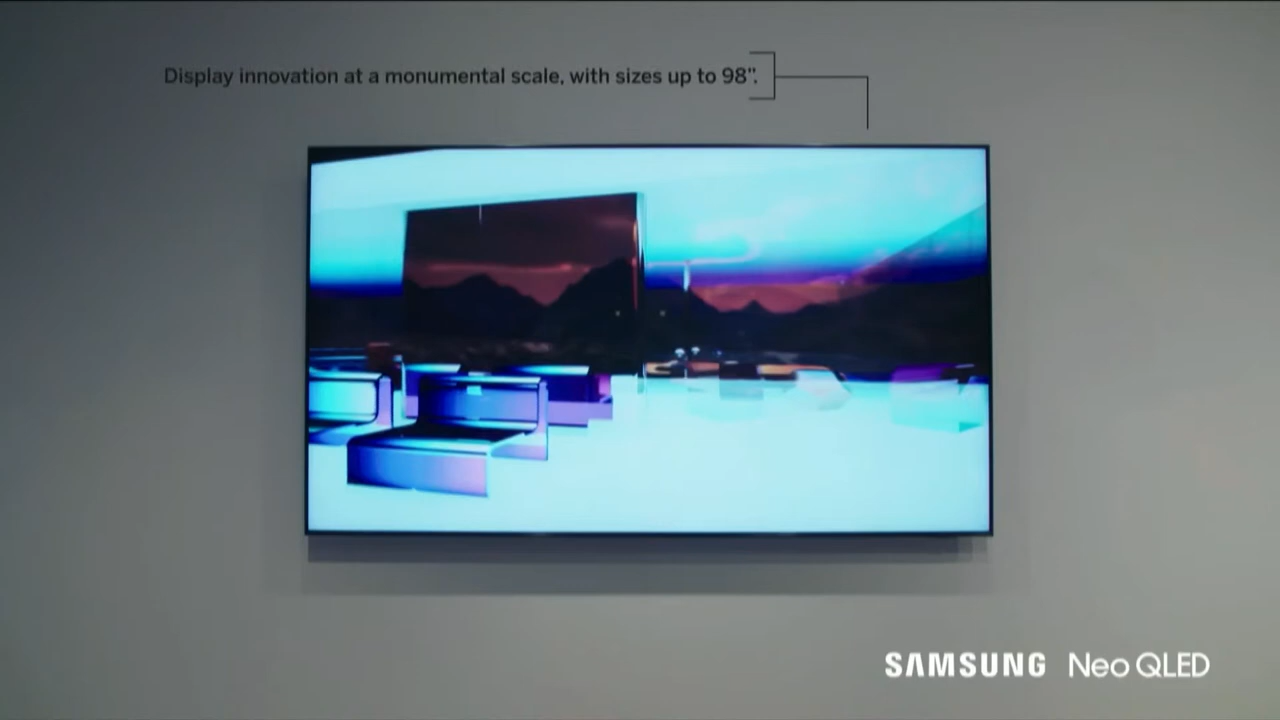 Display innovation at a monumental scale, with sizes up to 98".
SAMSUNG Neo QLED